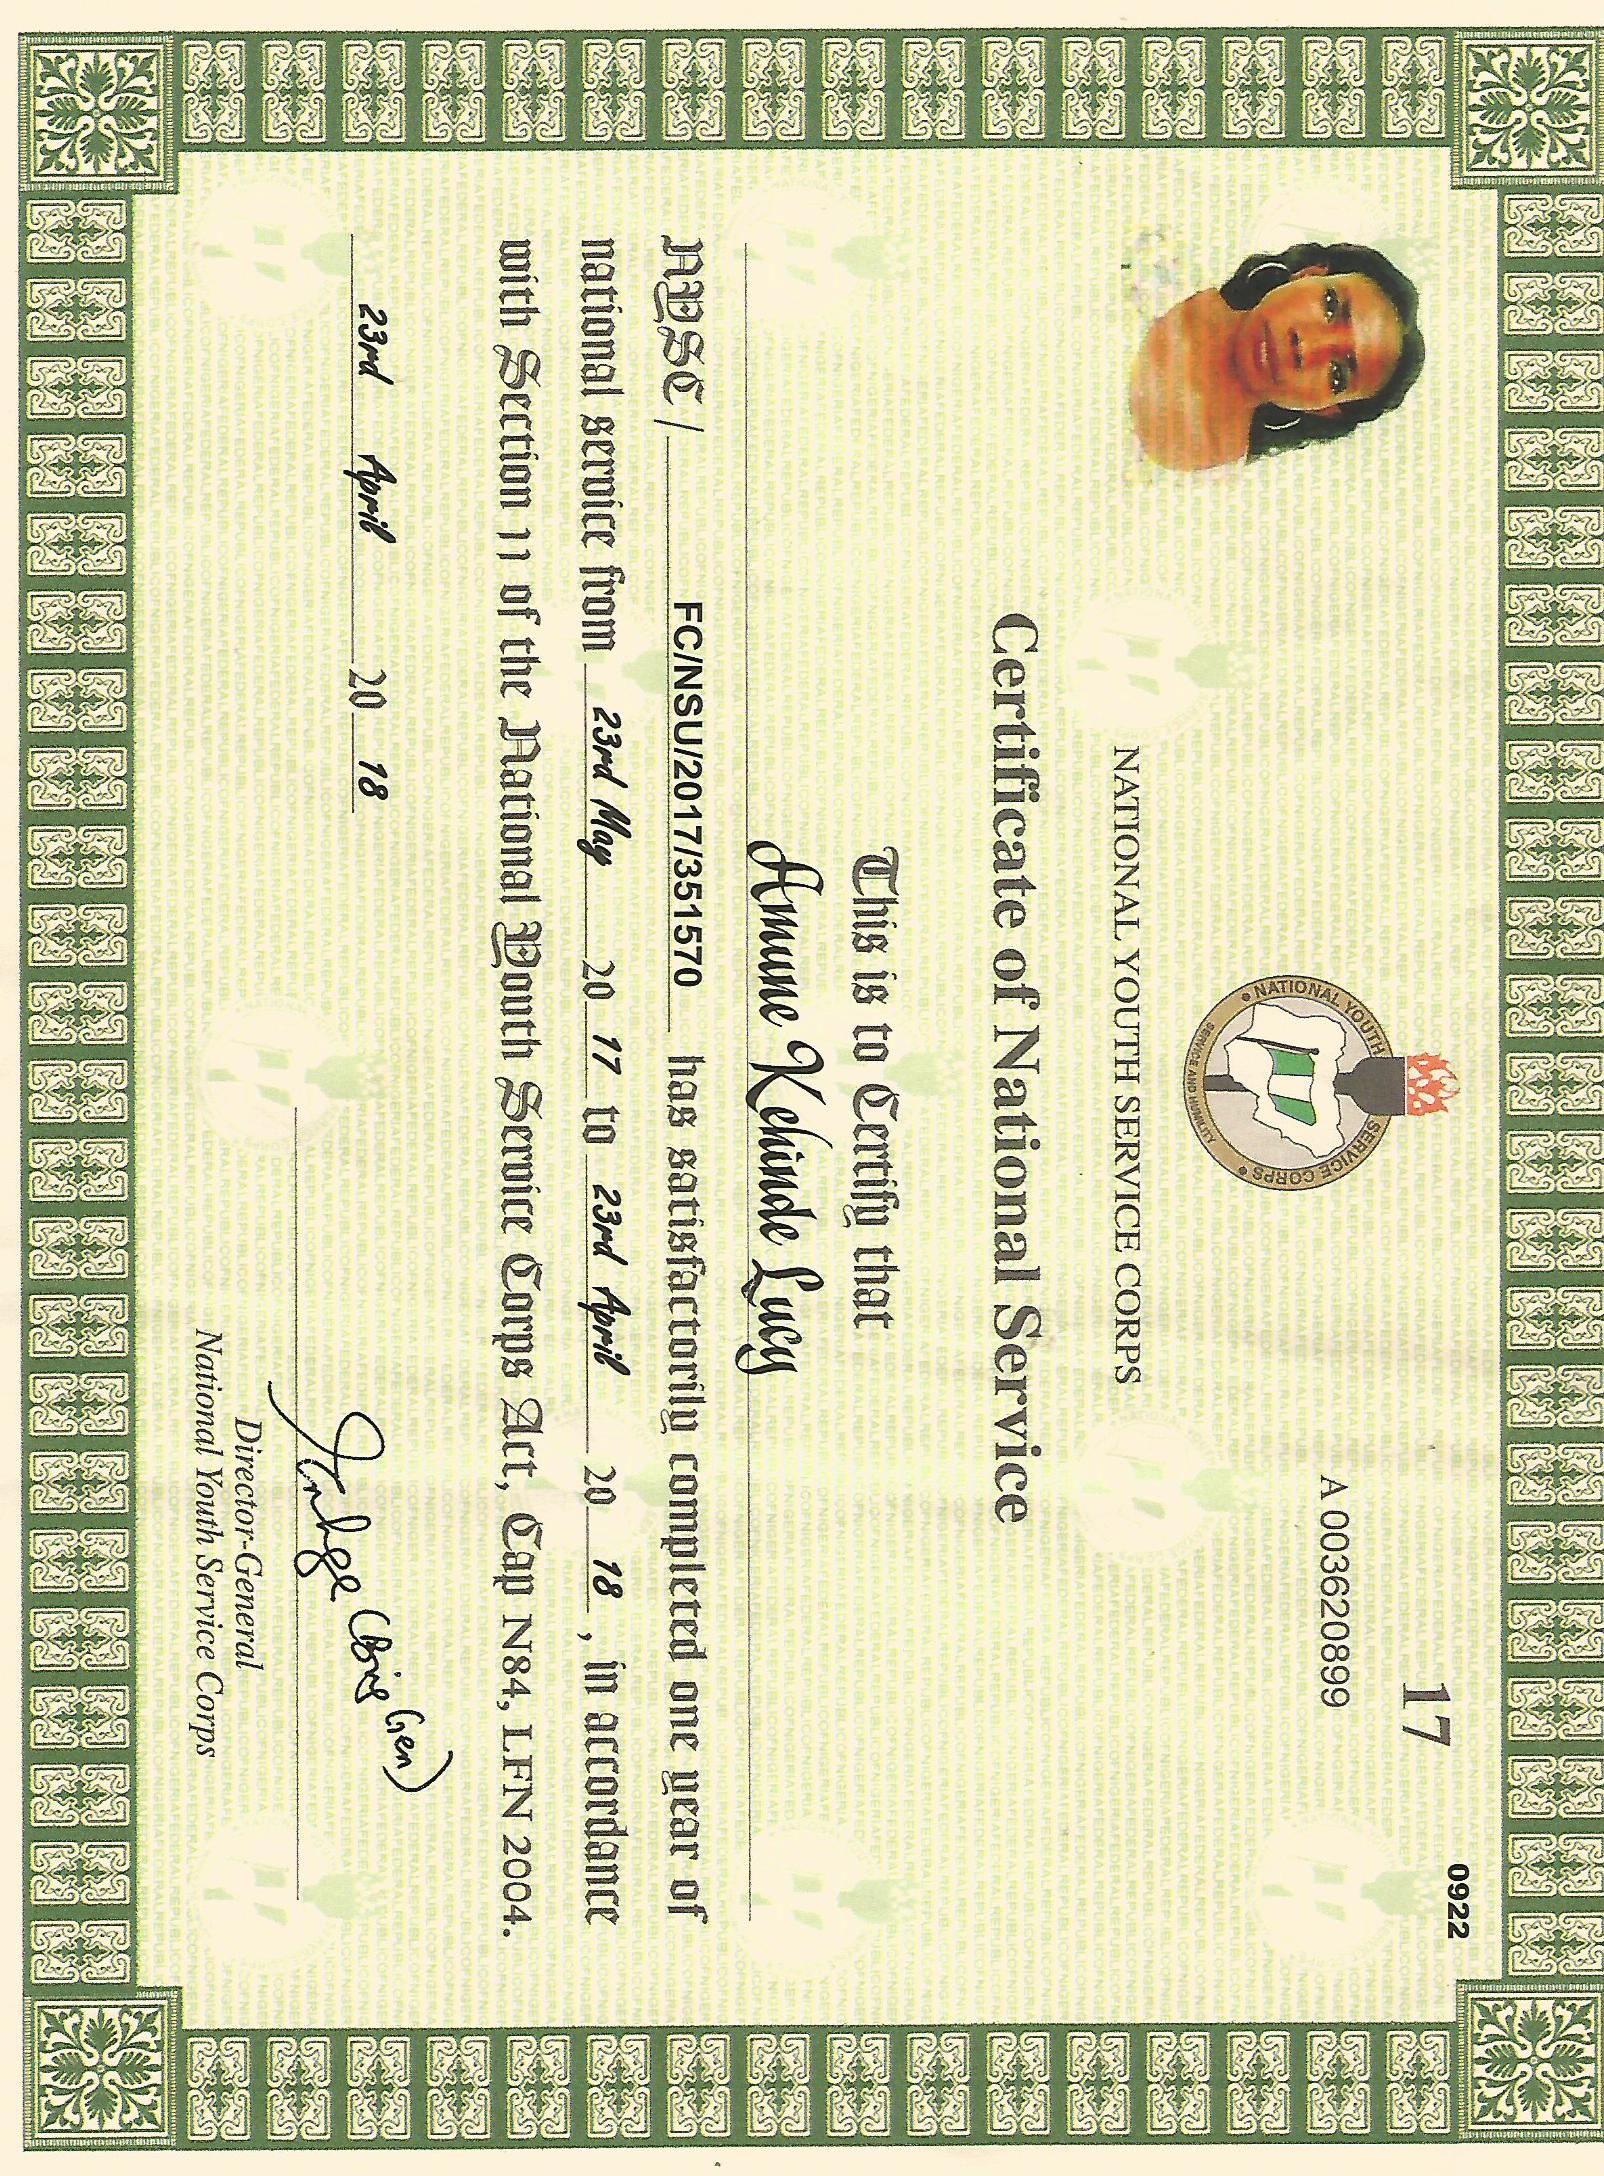 0922
17
A 003620899
NATIONAL YOUTH SERVICE CORPS
SERVICE AND HUMILITY
NATIONAL YOUTH SERVICE CORPS
Certificate of National Service
This is to Certify that
Amune Kehinde Lucy
NYSC / FC/NSU/2017/351570 has satisfactorily completed one year of
national service from 23rd May 20 17 to 23rd April 20 18, in accordance
with Section 11 of the National Youth Service Corps Act, Cap N84, LFN 2004.
23rd April 20 18
(Brig Gen)
Director-General
National Youth Service Corps